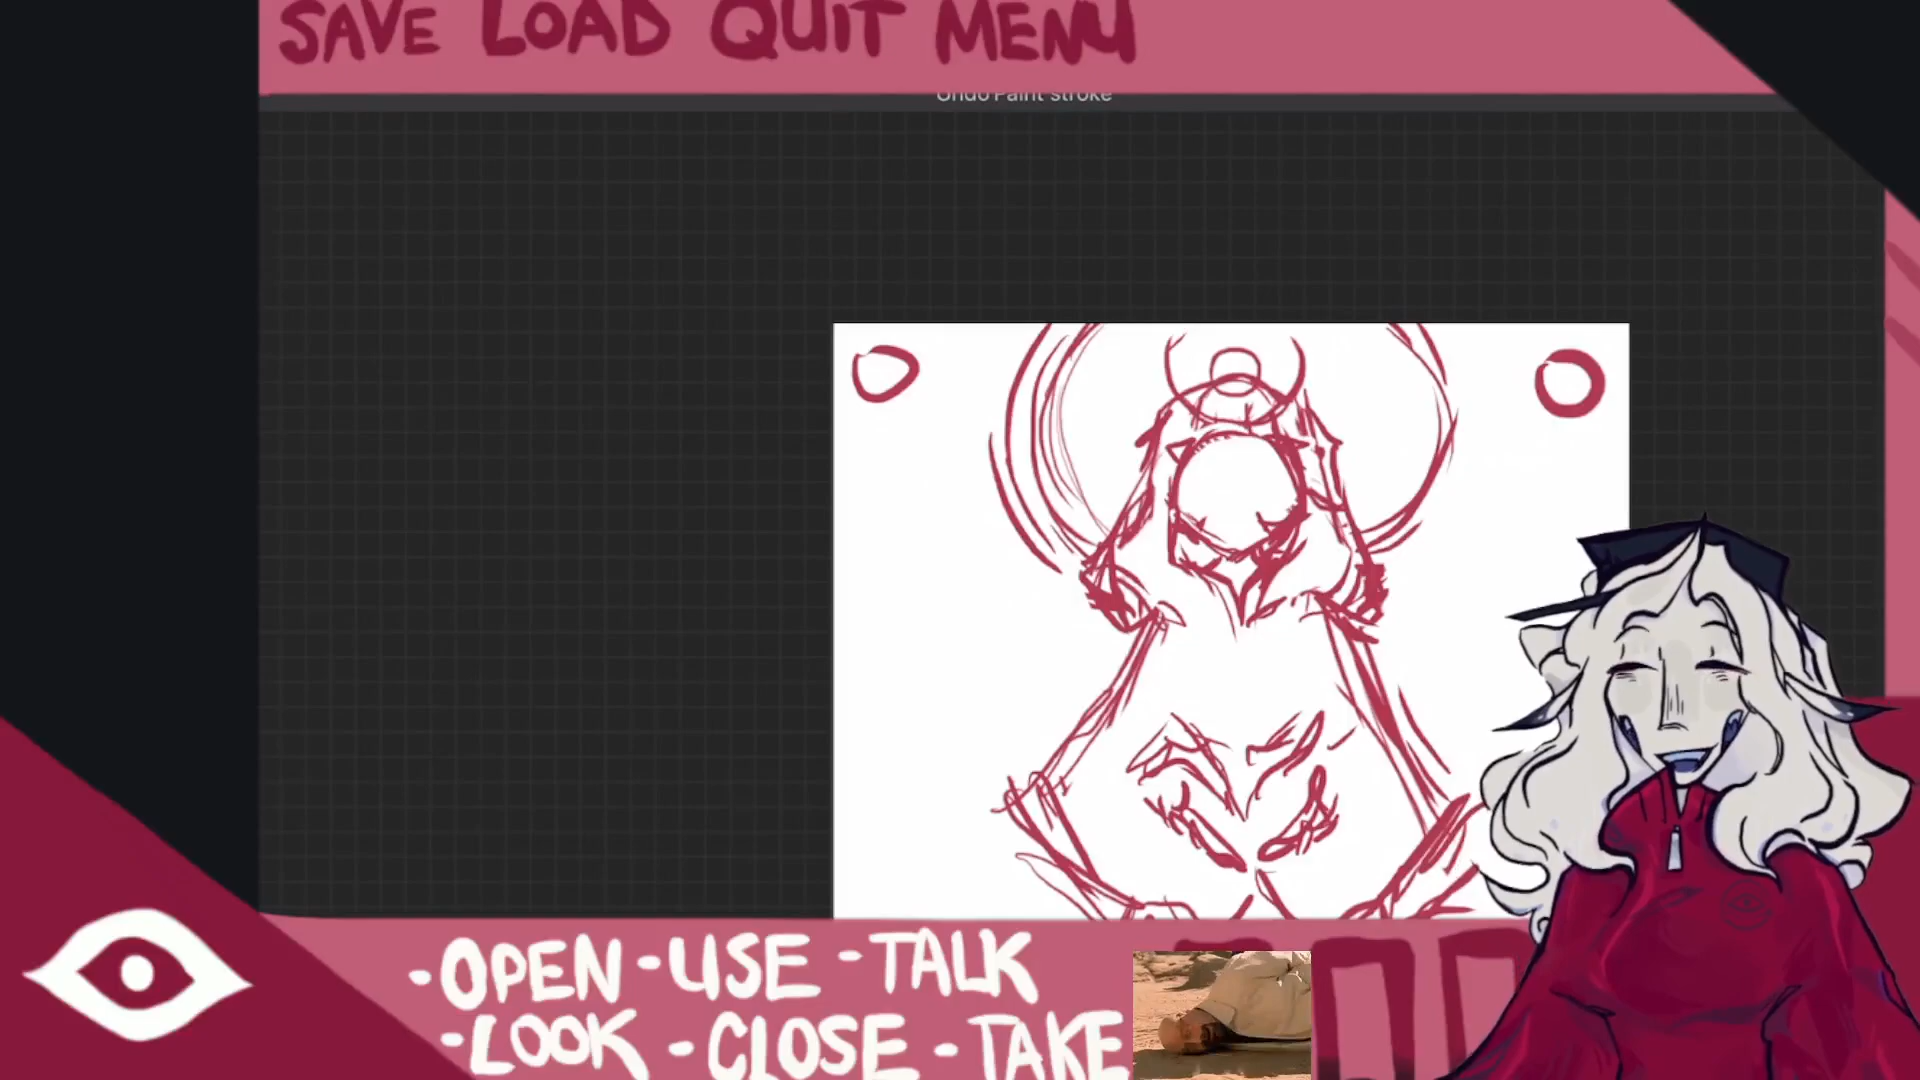 SAVE LOAD QUIT MENU
Undo Paint stroke
-OPEN -USE -TALK
-LOOK -CLOSE -TAKE